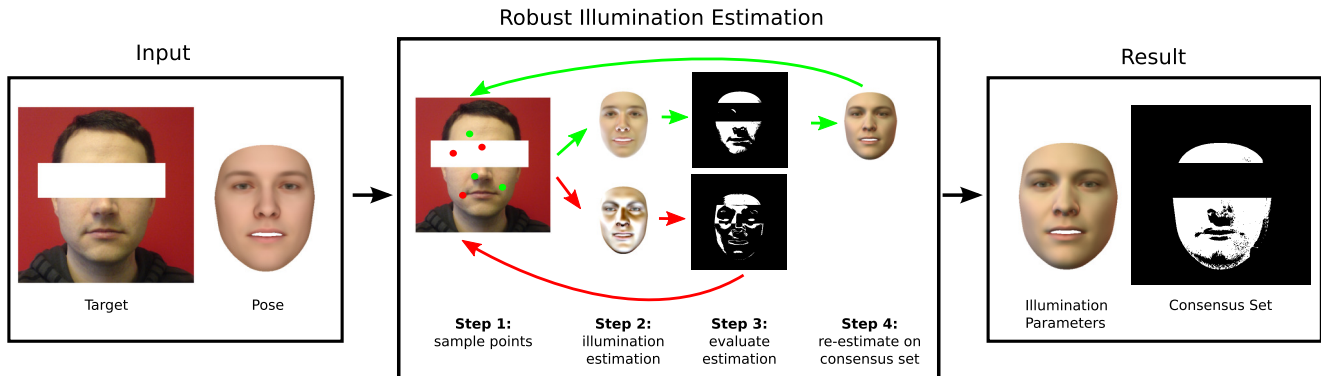 Robust Illumination Estimation
Input
Result
Target
Pose
Step 1:
sample points
Step 2:
illumination
estimation
Step 3:
evaluate
estimation
Step 4:
re-estimate on
consensus set
Illumination
Parameters
Consensus Set